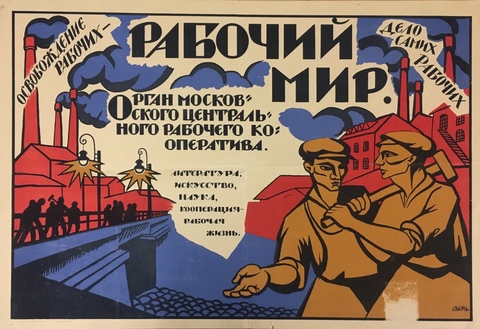 ОСВОБОЖДЕНИЕ
РАБОЧИХ –
РАБОЧИЙ
МИР.
ДЕЛО
САМИХ
РАБОЧИХ
ОРГАН МОСКОВ-
СКОГО ЦЕНТРАЛЬ-
НОГО РАБОЧЕГО КО-
ОПЕРАТИВА.
ЛИТЕРАТУРА,
ИСКУССТВО,
НАУКА,
КООПЕРАЦИЯ-
РАБОЧАЯ
ЖИЗНЬ.